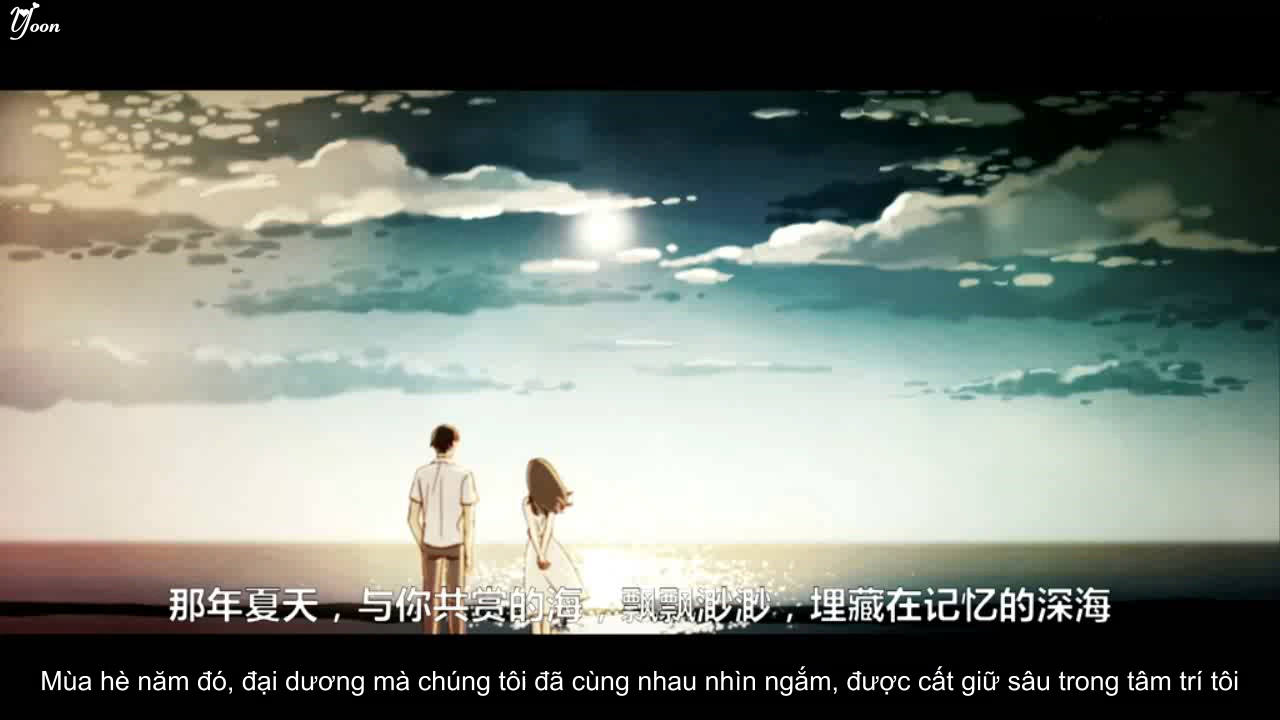 Yoon
那年夏天，与你共赏的海，飘飘渺渺，埋藏在记忆的深海
Mùa hè năm đó, đại dương mà chúng tôi đã cùng nhau nhìn ngắm, được cất giữ sâu trong tâm trí tôi